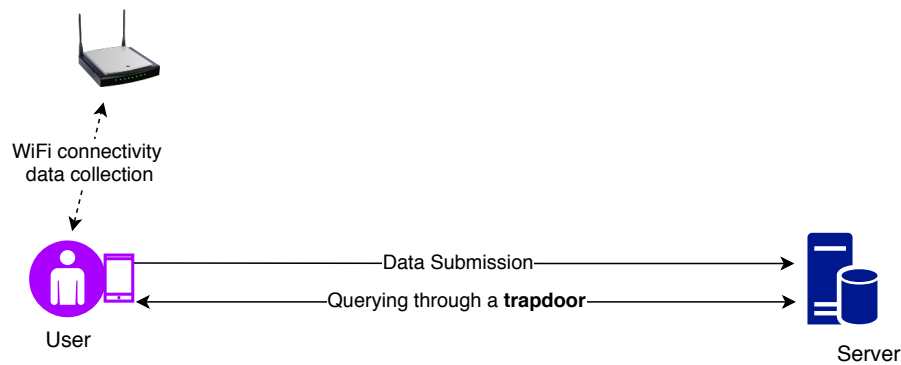 WiFi connectivity
data collection
Data Submission
Querying through a trapdoor
User
Server